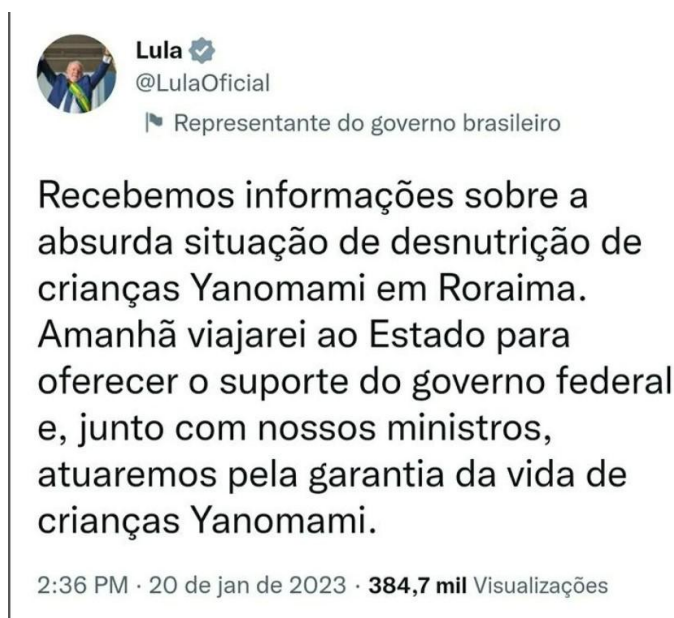 Lula
@LulaOficial
Representante do governo brasileiro
Recebemos informações sobre a
absurda situação de desnutrição de
crianças Yanomami em Roraima.
Amanhã viajarei ao Estado para
oferecer o suporte do governo federal
e, junto com nossos ministros,
atuaremos pela garantia da vida de
crianças Yanomami.
2:36 PM · 20 de jan de 2023 · 384,7 mil Visualizações